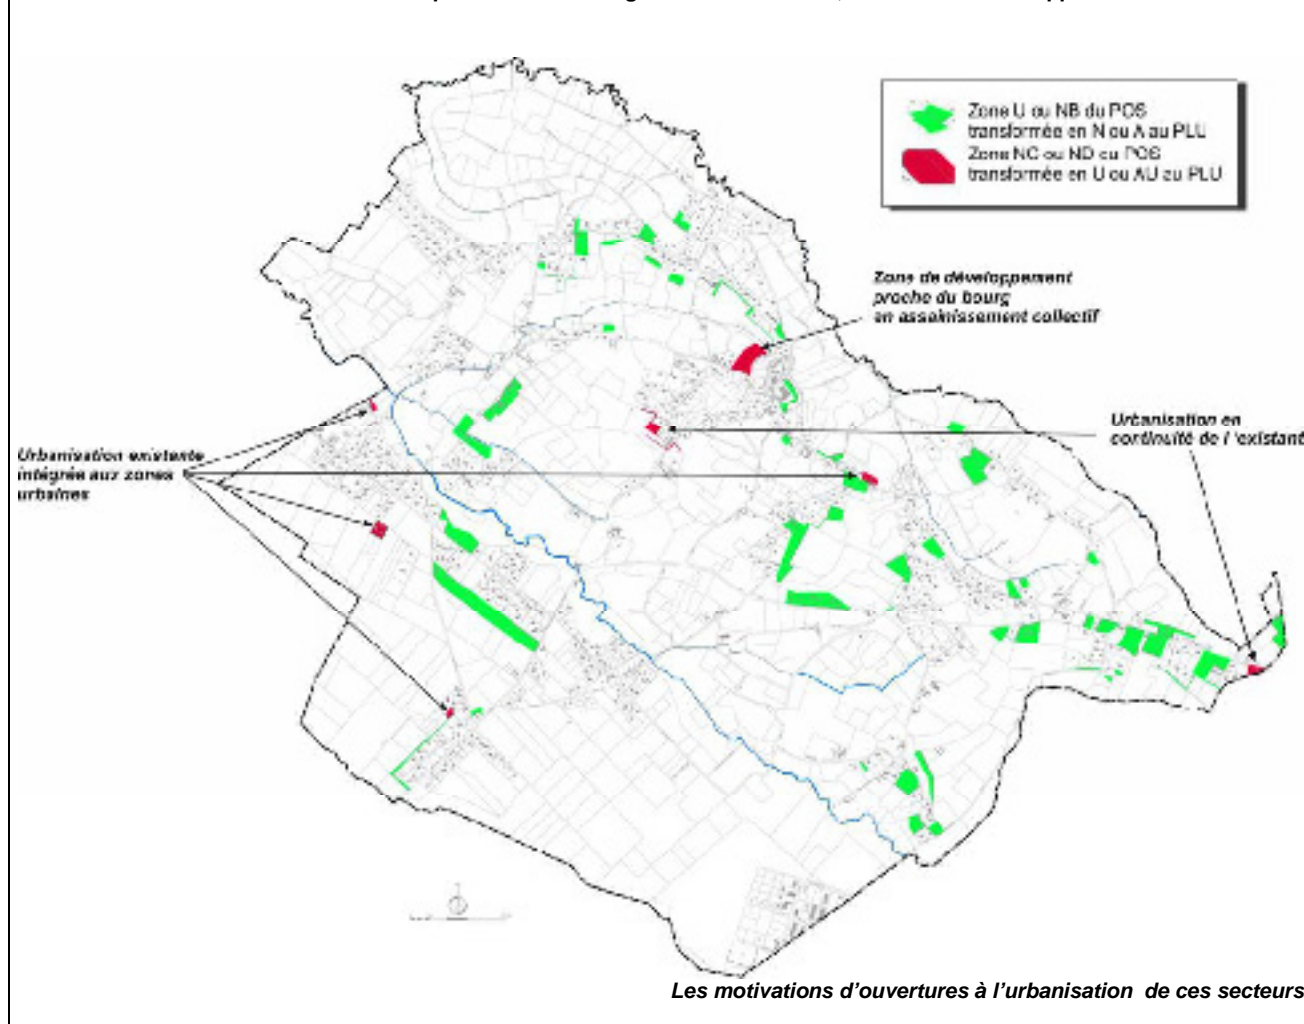 Zone U ou NB du POS
transformée en N ou A au PLU
Zone NC ou ND du POS
transformée en U ou AU au PLU
Zone de développement
proche du bourg
en assainissement collectif
Urbanisation en
continuité de l'existant
Urbanisation existente
intégrée aux zones
urbaines
Les motivations d'ouvertures à l'urbanisation de ces secteurs